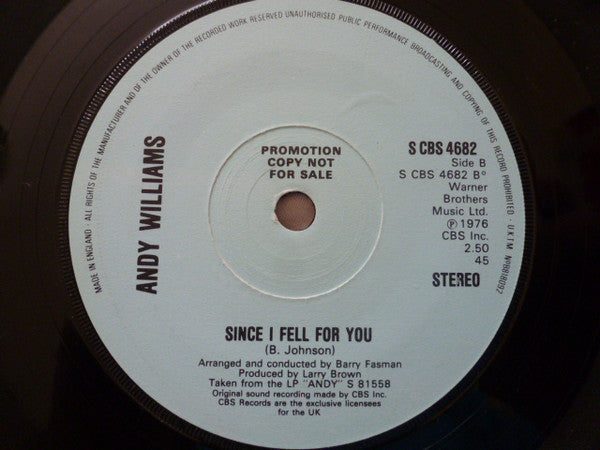 MADE IN ENGLAND · ALL RIGHTS OF THE MANUFACTURER AND OF THE OWNER OF THE RECORDED WORK RESERVED UNAUTHORISED PUBLIC PERFORMANCE BROADCASTING AND COPYING OF THIS RECORD PROHIBITED · U.K.T.M. №
ANDY WILLIAMS
PROMOTION
COPY NOT
FOR SALE
S CBS 4682
Side B
S CBS 4682 B°
Warner
Brothers
Music Ltd.
℗ 1976
CBS Inc.
2.50
45
STEREO
SINCE I FELL FOR YOU
(B. Johnson)
Arranged and conducted by Barry Fasman
Produced by Larry Brown
Taken from the LP "ANDY" S 81558
Original sound recording made by CBS Inc.
CBS Records are the exclusive licensees
for the UK